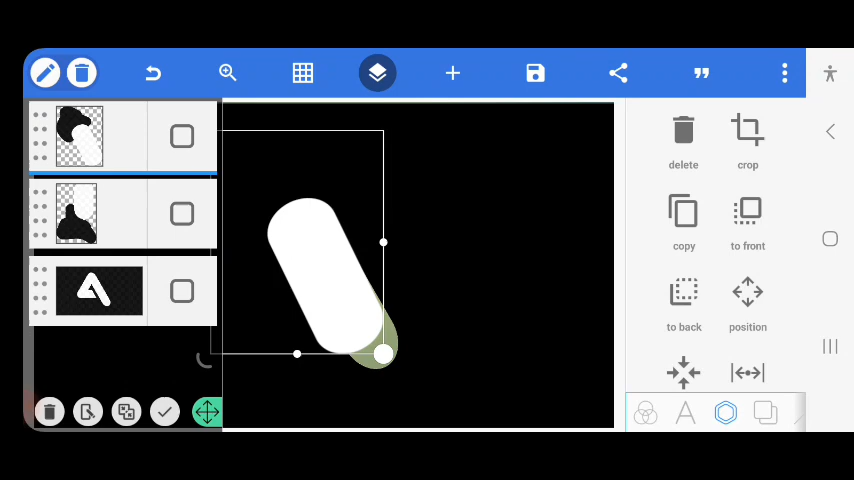 delete
crop
copy
to front
to back
position